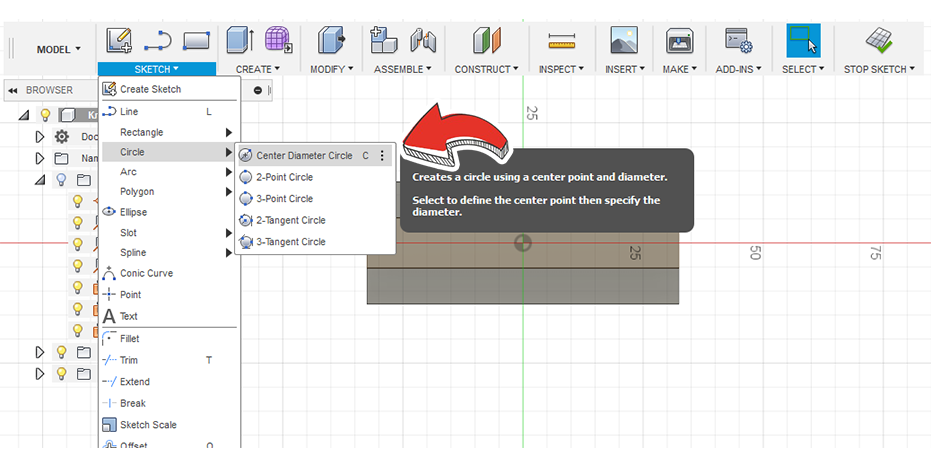 MODEL
SKETCH
CREATE
MODIFY
ASSEMBLE
CONSTRUCT
INSPECT
INSERT
MAKE
ADD-INS
SELECT
STOP SKETCH
BROWSER
Create Sketch
Line L
Rectangle
Circle
Arc
Polygon
Ellipse
Slot
Spline
Conic Curve
Point
Text
Fillet
Trim T
Extend
Break
Sketch Scale
Offset O
Center Diameter Circle C
2-Point Circle
3-Point Circle
2-Tangent Circle
3-Tangent Circle
Creates a circle using a center point and diameter.
Select to define the center point then specify the
diameter.
Kn
Doc
Nam
25
25
50
75